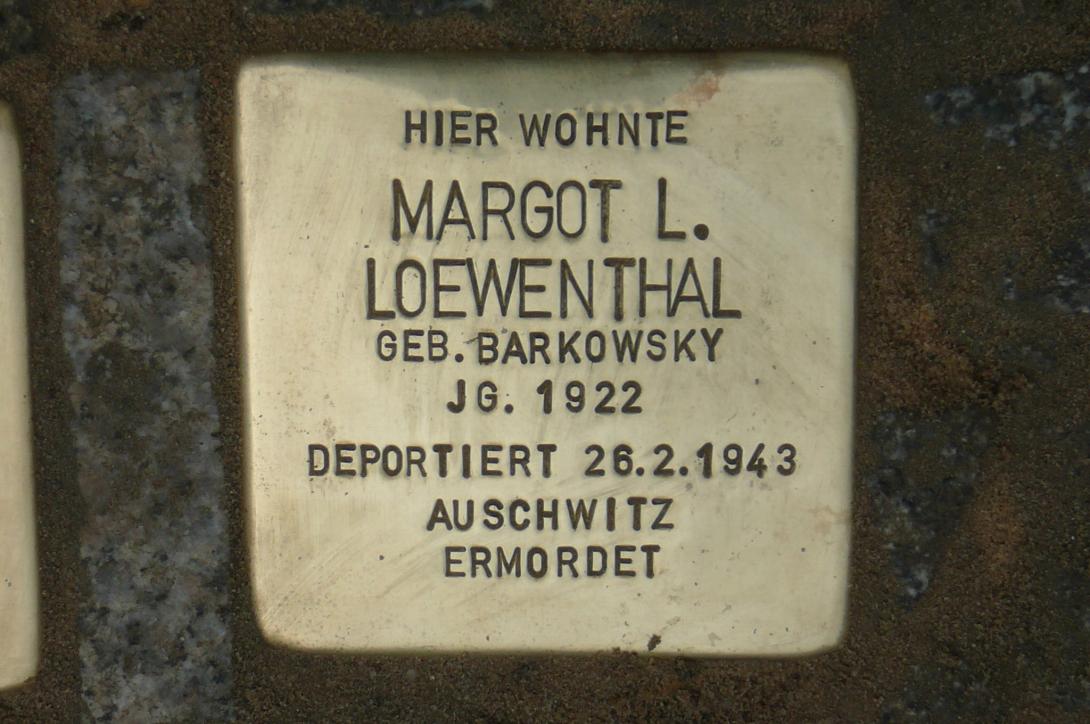 HIER WOHNTE
MARGOT L.
LOEWENTHAL
GEB. BARKOWSKY
JG. 1922
DEPORTIERT 26.2.1943
AUSCHWITZ
ERMORDET